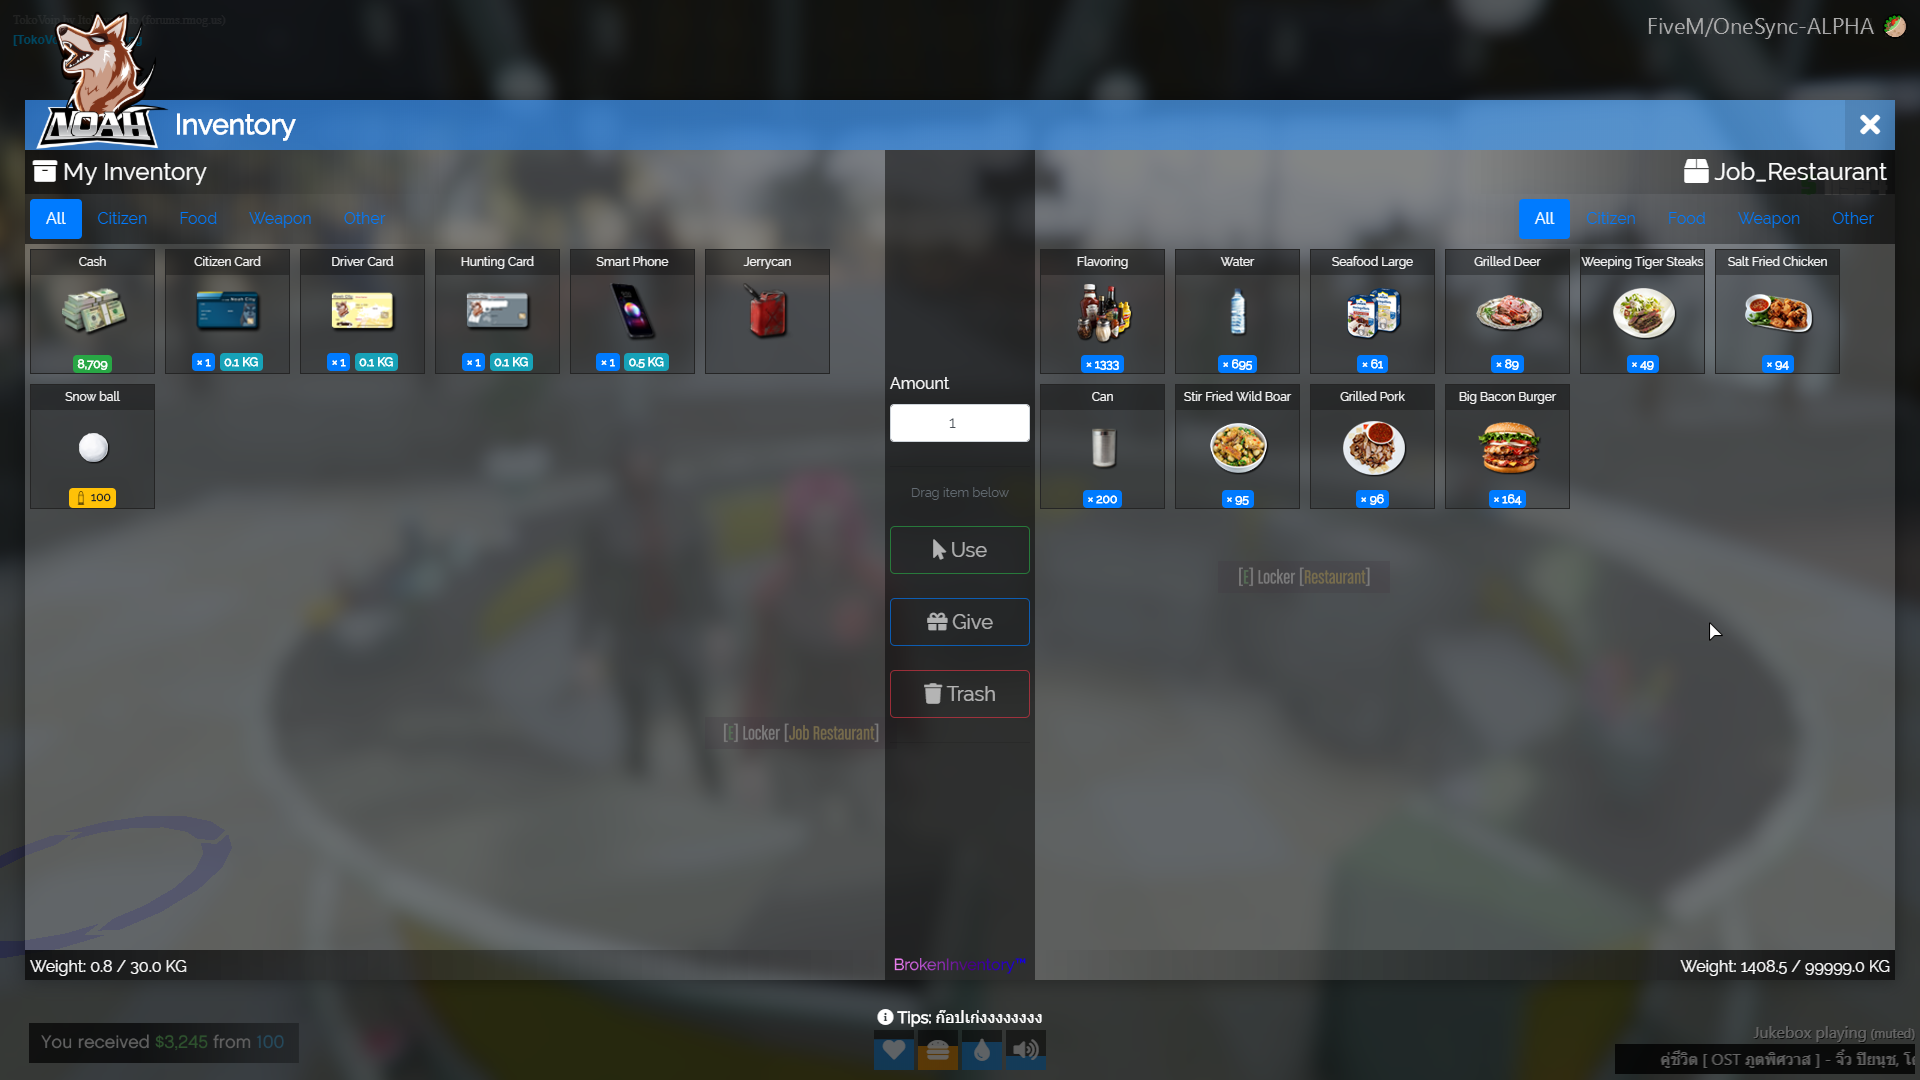 FiveM/OneSync-ALPHA
NOAH
Inventory
My Inventory
Job_Restaurant
All Citizen Food Weapon Other
All Citizen Food Weapon Other
Cash
8,709
Citizen Card
× 1 0.1 KG
Driver Card
× 1 0.1 KG
Hunting Card
× 1 0.1 KG
Smart Phone
× 1 0.5 KG
Jerrycan
Snow ball
100
Amount
1
Drag item below
Use
Give
Trash
BrokenInventory™
Flavoring
× 1333
Water
× 695
Seafood Large
× 61
Grilled Deer
× 89
Weeping Tiger Steaks
× 49
Salt Fried Chicken
× 94
Can
× 200
Stir Fried Wild Boar
× 95
Grilled Pork
× 96
Big Bacon Burger
× 164
[E] Locker [Restaurant]
[E] Locker [Job Restaurant]
Weight: 0.8 / 30.0 KG
Weight: 1408.5 / 99999.0 KG
Tips: ก๊อปเก่งงงงงงงง
You received $3,245 from 100
Jukebox playing (muted)
คู่ชีวิต [ OST ภูตพิศวาส ] - จิ๋ว ปิยนุช,